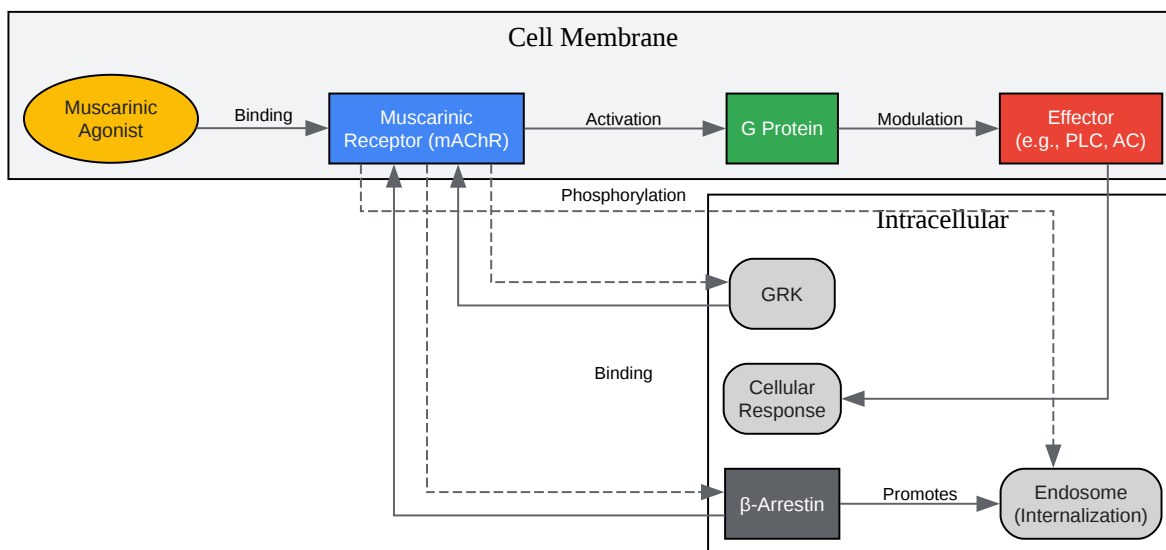 Cell Membrane
Muscarinic
Agonist
Binding
Muscarinic
Receptor (mAChR)
Activation
G Protein
Modulation
Effector
(e.g., PLC, AC)
Phosphorylation
Intracellular
GRK
Binding
Cellular
Response
β-Arrestin
Promotes
Endosome
(Internalization)